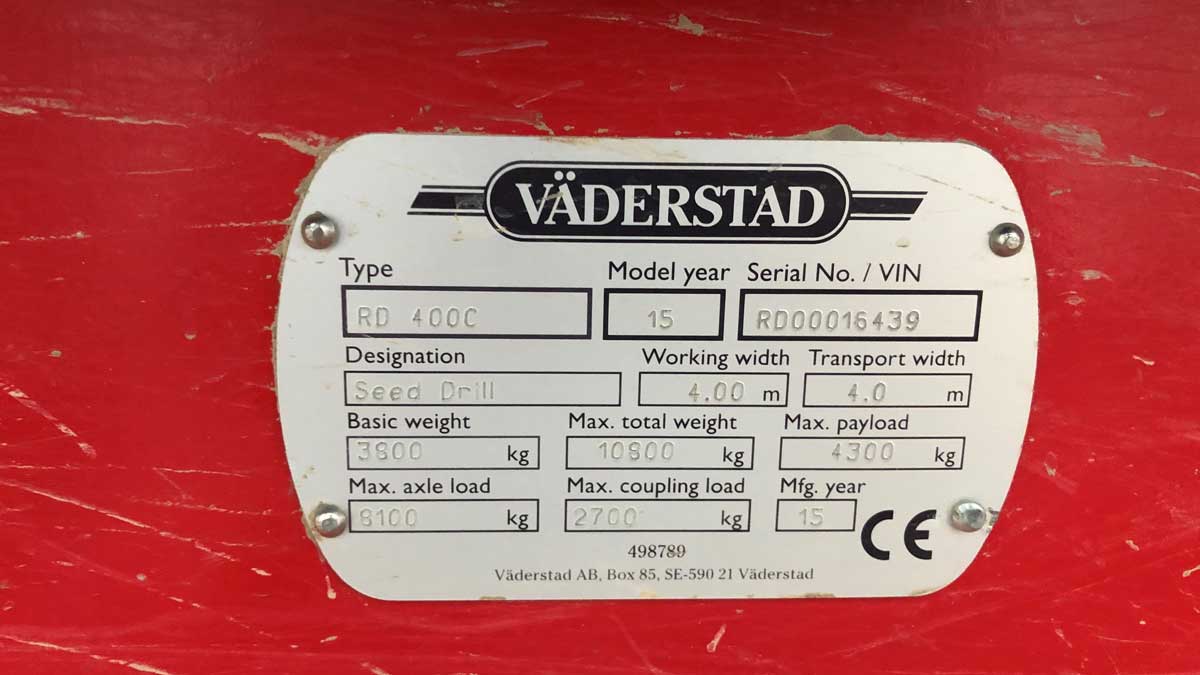 VÄDERSTAD
Type Model year Serial No. / VIN
RD 400C 15 RD00016439
Designation Working width Transport width
Seed Drill 4.00 m 4.0 m
Basic weight Max. total weight Max. payload
3800 kg 10800 kg 4300 kg
Max. axle load Max. coupling load Mfg. year
8100 kg 2700 kg 15
CE
498789
Väderstad AB, Box 85, SE-590 21 Väderstad